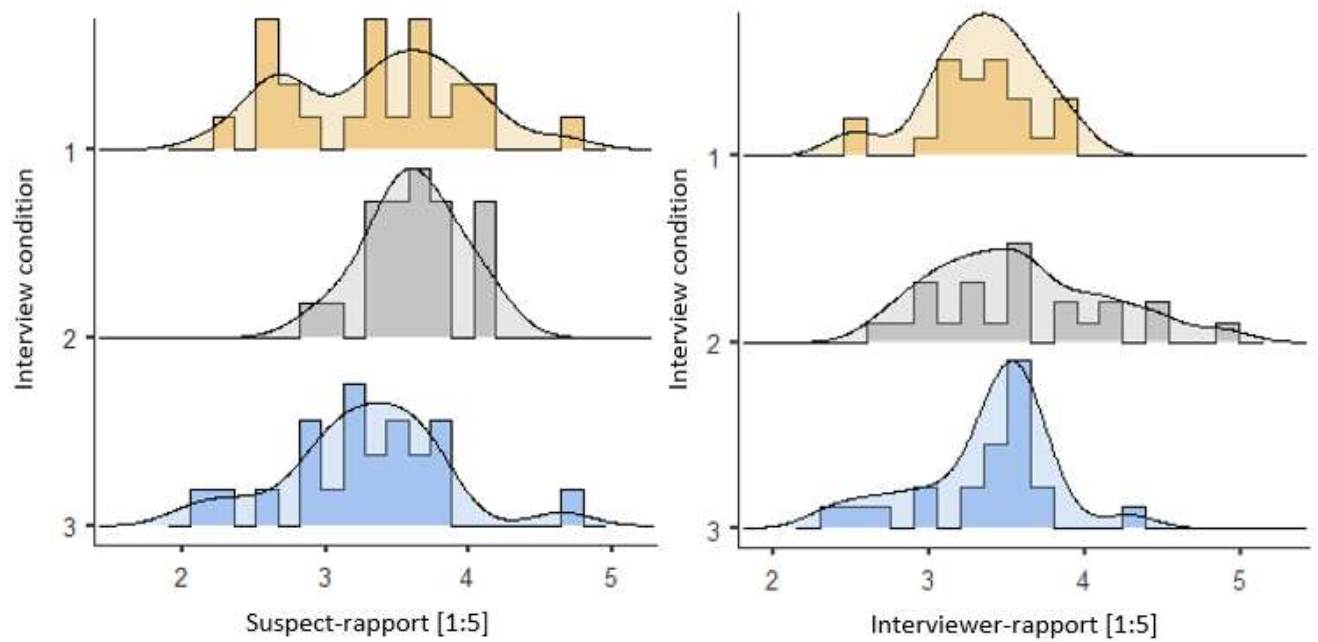 Interview condition
1
2
3
2 3 4 5
Suspect-rapport [1:5]
Interview condition
1
2
3
2 3 4 5
Interviewer-rapport [1:5]